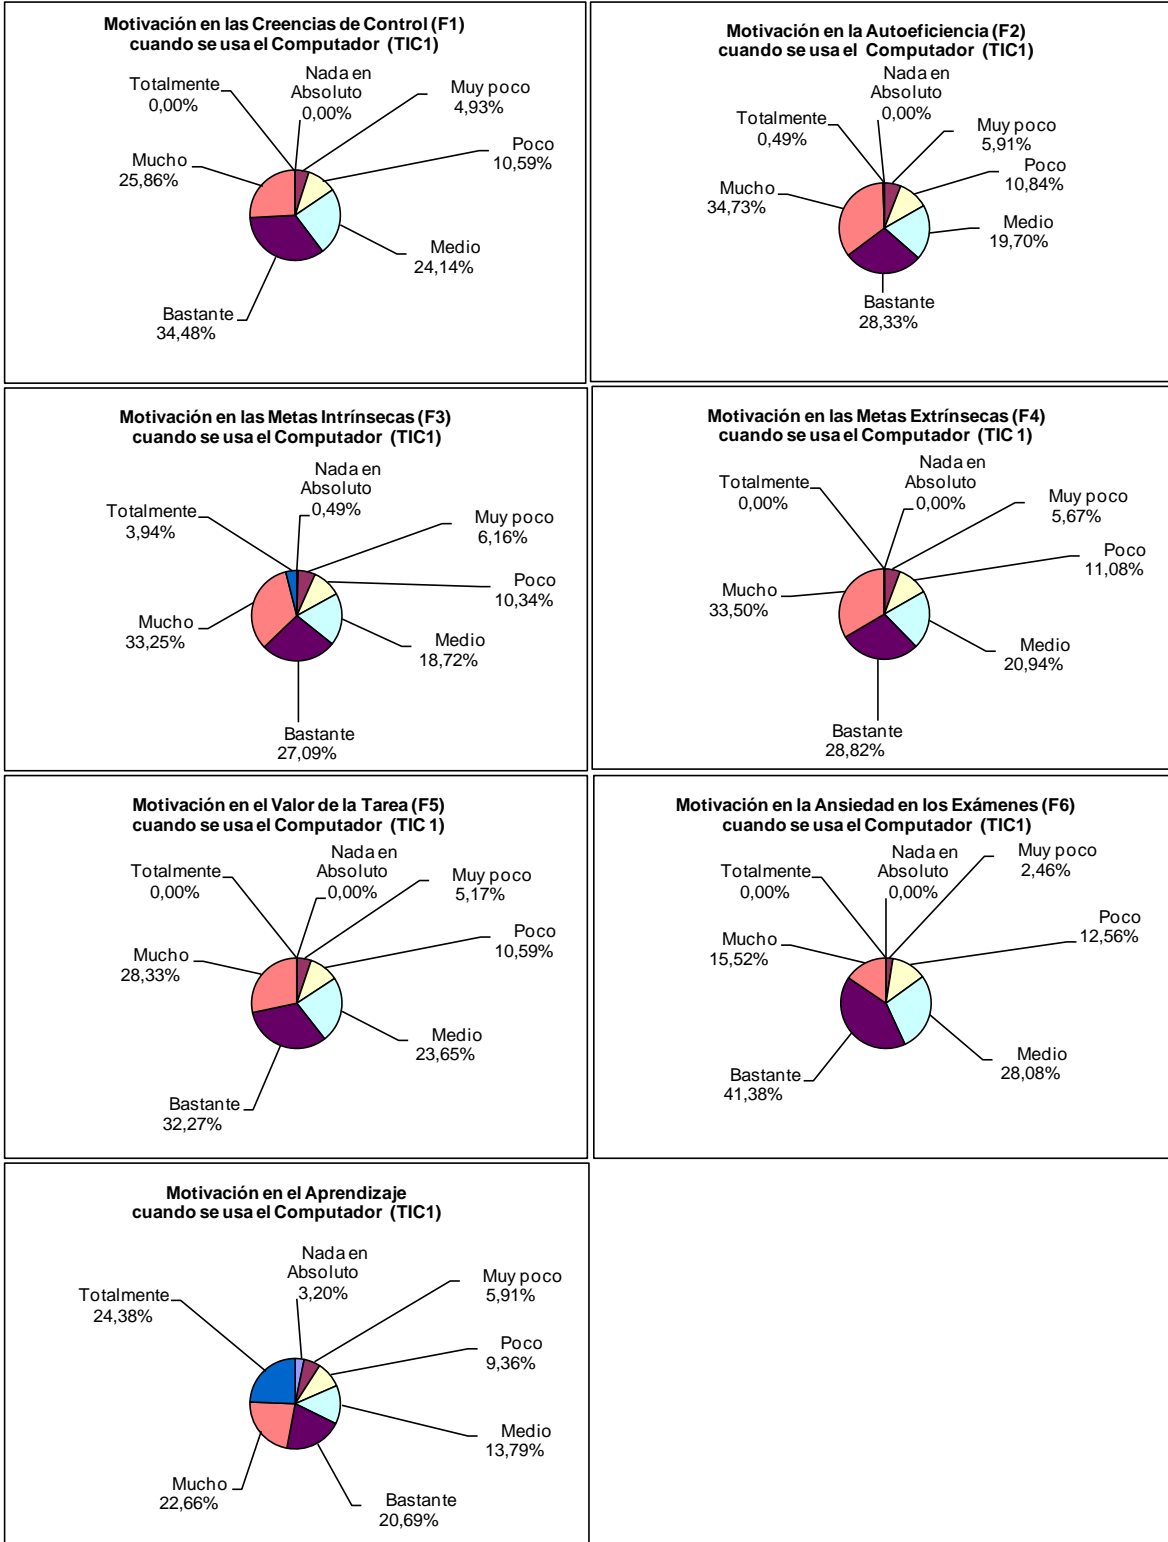 Motivación en las Creencias de Control (F1)
cuando se usa el Computador (TIC1)
Totalmente
0,00%
Nada en
Absoluto
0,00%
Muy poco
4,93%
Poco
10,59%
Medio
24,14%
Bastante
34,48%
Mucho
25,86%
Motivación en la Autoeficiencia (F2)
cuando se usa el Computador (TIC1)
Totalmente
0,49%
Nada en
Absoluto
0,00%
Muy poco
5,91%
Poco
10,84%
Medio
19,70%
Bastante
28,33%
Mucho
34,73%
Motivación en las Metas Intrínsecas (F3)
cuando se usa el Computador (TIC1)
Totalmente
3,94%
Nada en
Absoluto
0,49%
Muy poco
6,16%
Poco
10,34%
Medio
18,72%
Bastante
27,09%
Mucho
33,25%
Motivación en las Metas Extrínsecas (F4)
cuando se usa el Computador (TIC 1)
Totalmente
0,00%
Nada en
Absoluto
0,00%
Muy poco
5,67%
Poco
11,08%
Medio
20,94%
Bastante
28,82%
Mucho
33,50%
Motivación en el Valor de la Tarea (F5)
cuando se usa el Computador (TIC 1)
Totalmente
0,00%
Nada en
Absoluto
0,00%
Muy poco
5,17%
Poco
10,59%
Medio
23,65%
Bastante
32,27%
Mucho
28,33%
Motivación en la Ansiedad en los Exámenes (F6)
cuando se usa el Computador (TIC1)
Totalmente
0,00%
Nada en
Absoluto
0,00%
Muy poco
2,46%
Poco
12,56%
Medio
28,08%
Bastante
41,38%
Mucho
15,52%
Motivación en el Aprendizaje
cuando se usa el Computador (TIC1)
Totalmente
24,38%
Nada en
Absoluto
3,20%
Muy poco
5,91%
Poco
9,36%
Medio
13,79%
Bastante
20,69%
Mucho
22,66%